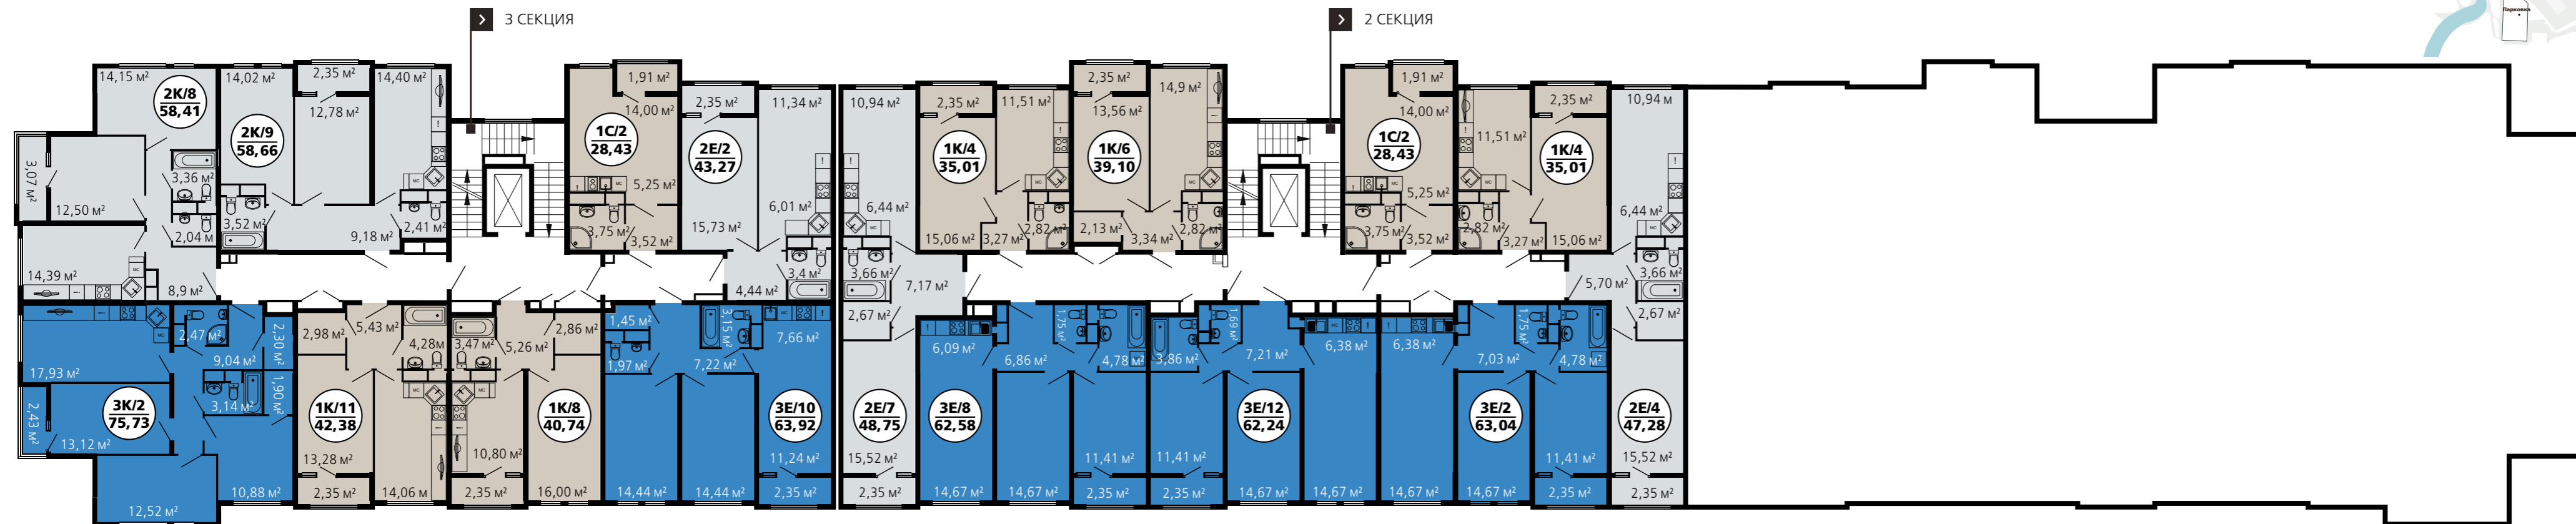 3 СЕКЦИЯ
2 СЕКЦИЯ
Парковка
14,15 м²
2К/8
58,41
3,07 м²
12,50 м²
3,36 м²
2,04 м
14,39 м²
8,9 м²
МС
14,02 м²
2К/9
58,66
2,35 м²
12,78 м²
14,40 м²
3,52 м²
9,18 м²
2,41 м²
МС
1С/2
28,43
1,91 м²
14,00 м²
5,25 м²
3,75 м²
3,52 м²
МС
2Е/2
43,27
2,35 м²
11,34 м²
6,01 м²
15,73 м²
3,4 м²
4,44 м²
МС
10,94 м²
6,44 м²
3,66 м²
7,17 м²
2,67 м²
МС
2Е/7
48,75
15,52 м²
2,35 м²
1К/4
35,01
2,35 м²
11,51 м²
15,06 м²
3,27 м²
2,82 м²
МС
1К/6
39,10
2,35 м²
13,56 м²
14,9 м²
2,13 м²
3,34 м²
2,82 м²
МС
1С/2
28,43
1,91 м²
14,00 м²
5,25 м²
3,75 м²
3,52 м²
МС
1К/4
35,01
2,35 м²
11,51 м²
2,82 м²
3,27 м²
15,06 м²
МС
10,94 м
6,44 м²
3,66 м²
5,70 м²
2,67 м²
МС
2Е/4
47,28
15,52 м²
2,35 м²
17,93 м²
МС
2,47 м²
9,04 м²
2,30 м²
3К/2
75,73
2,43 м²
13,12 м²
3,14 м²
1,90 м²
10,88 м²
12,52 м²
2,98 м²
5,43 м²
4,28м
1К/11
42,38
13,28 м²
2,35 м²
14,06 м
МС
3,47 м²
5,26 м²
2,86 м²
1К/8
40,74
10,80 м²
2,35 м²
16,00 м²
МС
1,45 м²
1,97 м²
3,15 м²
7,22 м²
7,66 м²
МС
3Е/10
63,92
11,24 м²
14,44 м²
14,44 м²
2,35 м²
6,09 м²
6,86 м²
1,75 м²
4,78 м²
МС
3Е/8
62,58
11,41 м²
14,67 м²
14,67 м²
2,35 м²
3,86 м²
1,69 м²
7,21 м²
6,38 м²
МС
3Е/12
62,24
11,41 м²
2,35 м²
14,67 м²
14,67 м²
6,38 м²
7,03 м²
1,75 м²
4,78 м²
МС
3Е/2
63,04
11,41 м²
14,67 м²
14,67 м²
2,35 м²